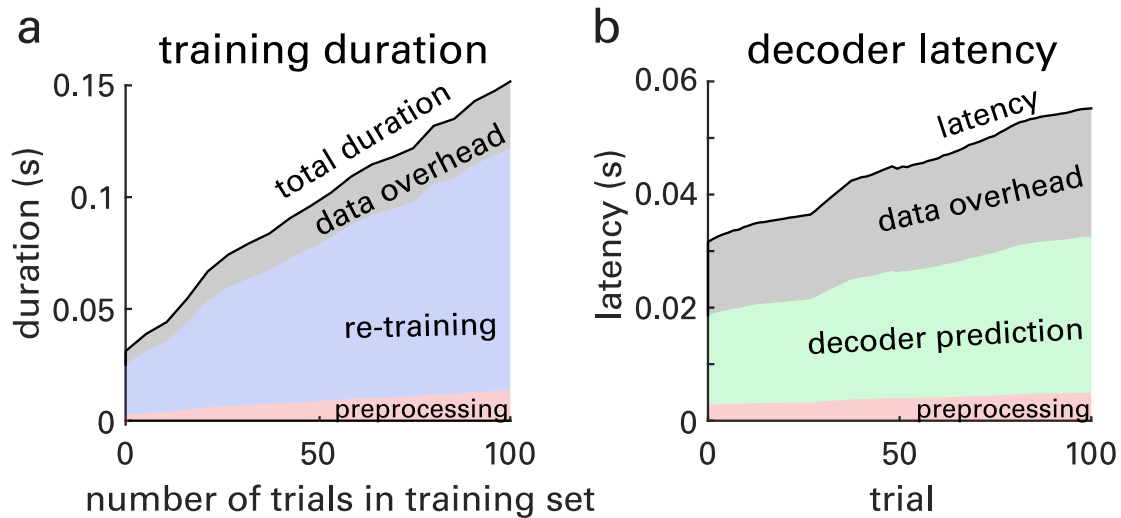 a
training duration
0.15
0.1
0.05
0
duration (s)
total duration
data overhead
re-training
preprocessing
0
50
100
number of trials in training set
b
decoder latency
0.06
0.04
0.02
0
latency (s)
latency
data overhead
decoder prediction
preprocessing
0
50
100
trial